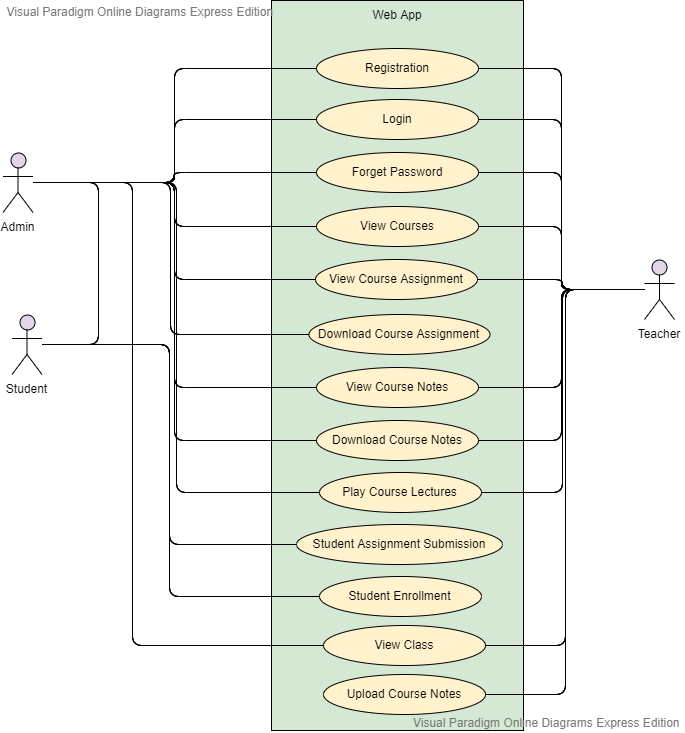 Visual Paradigm Online Diagrams Express Edition
Web App
Registration
Login
Forget Password
View Courses
View Course Assignment
Download Course Assignment
View Course Notes
Download Course Notes
Play Course Lectures
Student Assignment Submission
Student Enrollment
View Class
Upload Course Notes
Admin
Student
Teacher
Visual Paradigm Online Diagrams Express Edition